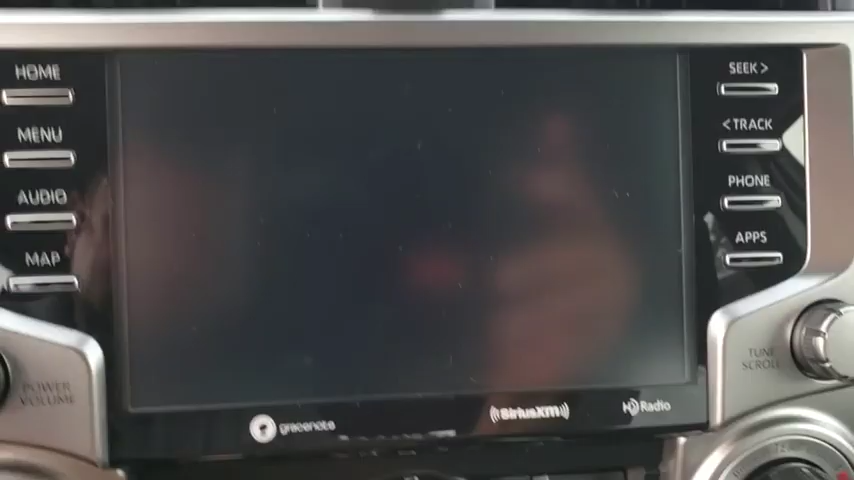 HOME
MENU
AUDIO
MAP
POWER
VOLUME
SEEK >
< TRACK
PHONE
APPS
TUNE
SCROLL
gracenote
SiriusXM
HD Radio